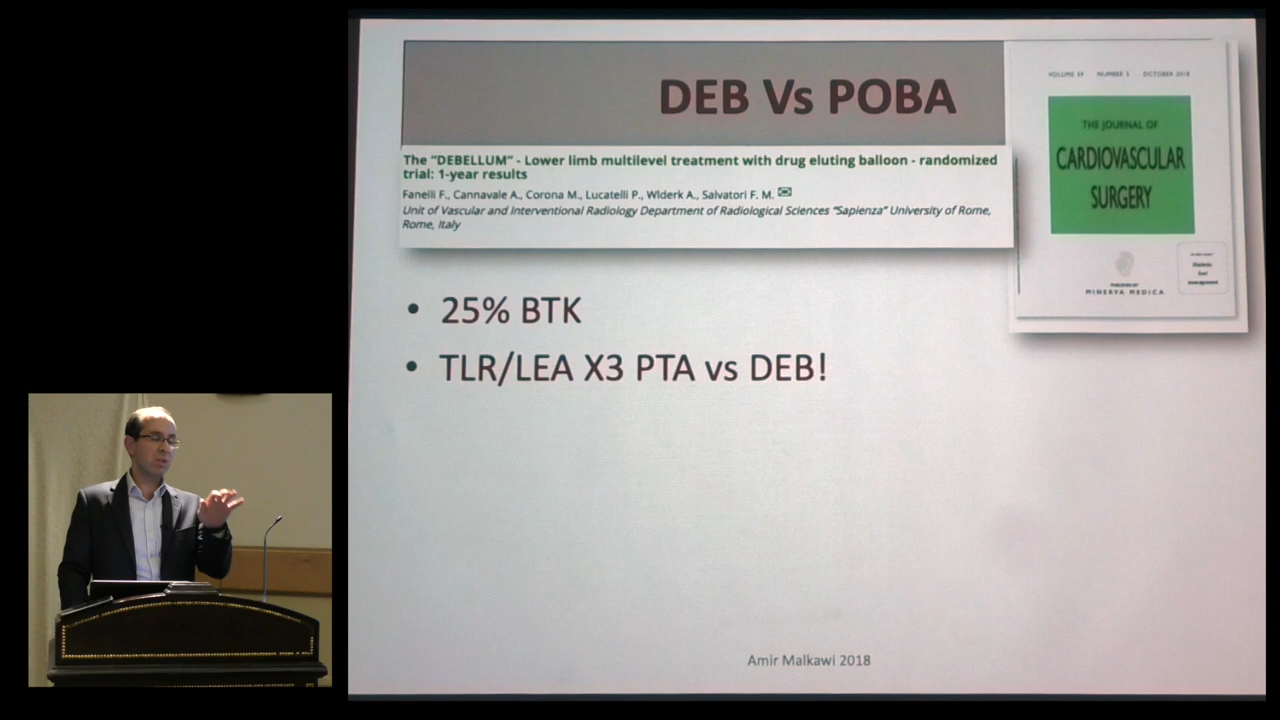 DEB Vs POBA
The “DEBELLUM” - Lower limb multilevel treatment with drug eluting balloon - randomized
trial: 1-year results
Fanelli F., Cannavale A., Corona M., Lucatelli P., Wlderk A., Salvatori F. M.
Unit of Vascular and Interventional Radiology Department of Radiological Sciences “Sapienza” University of Rome,
Rome, Italy
VOLUME 59 NUMBER 5 OCTOBER 2018
THE JOURNAL OF
CARDIOVASCULAR
SURGERY
PUBLISHED BY
MINERVA MEDICA
• 25% BTK
• TLR/LEA X3 PTA vs DEB!
Amir Malkawi 2018